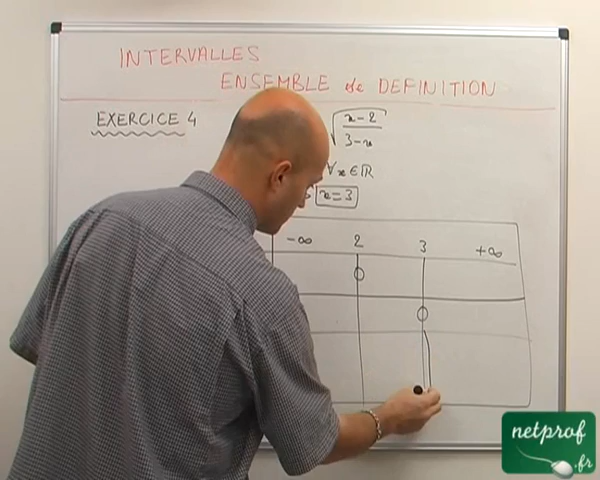 INTERVALLES
ENSEMBLE de DEFINITION
EXERCICE 4
√ x-2
3-x
∀x∈ℝ
x=3
-∞ 2 3 +∞
0
0
netprof
.fr